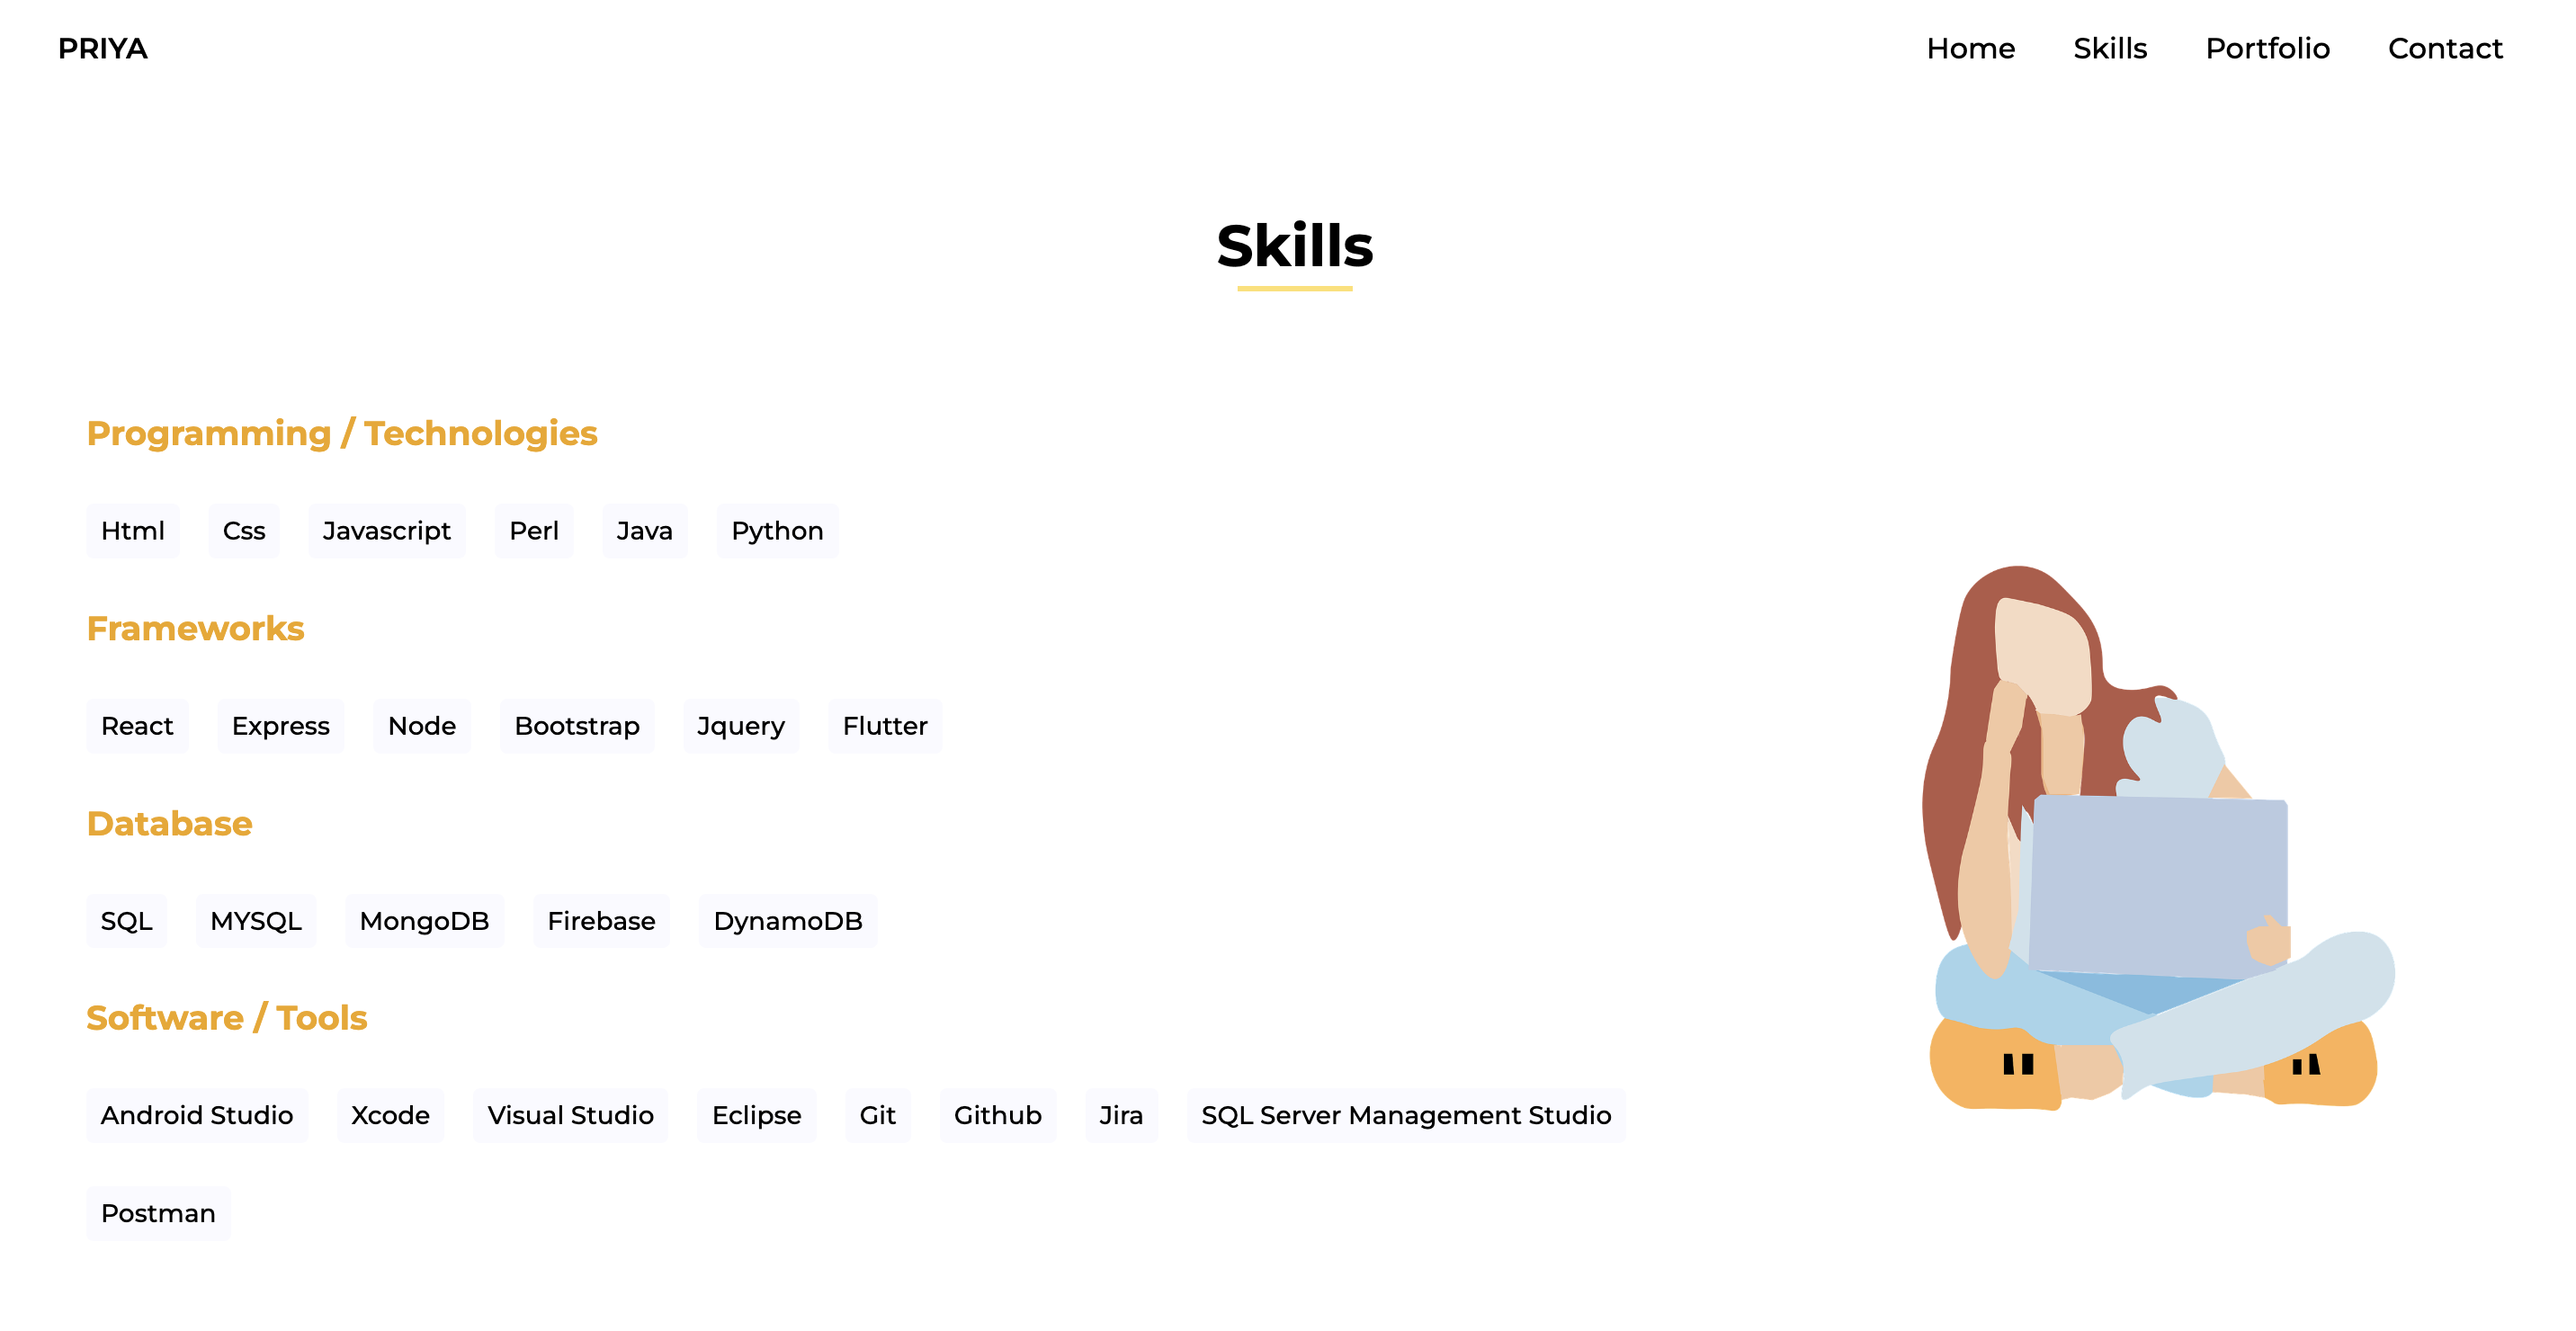 PRIYA Home Skills Portfolio Contact
Skills
Programming / Technologies
Html Css Javascript Perl Java Python
Frameworks
React Express Node Bootstrap Jquery Flutter
Database
SQL MYSQL MongoDB Firebase DynamoDB
Software / Tools
Android Studio Xcode Visual Studio Eclipse Git Github Jira SQL Server Management Studio
Postman